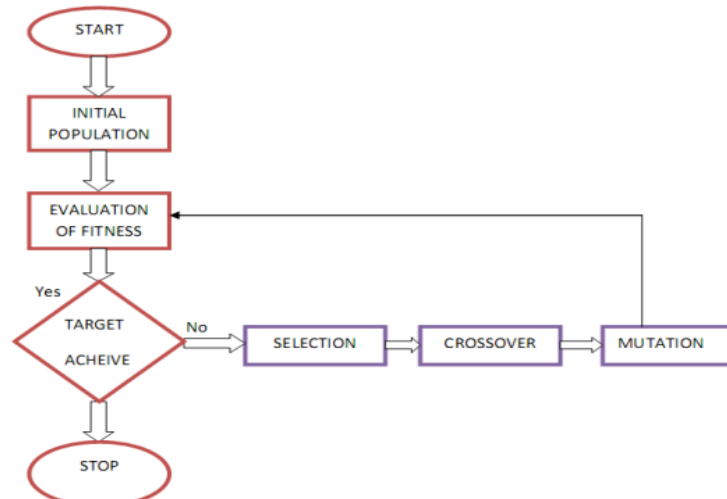 START
INITIAL
POPULATION
EVALUATION
OF FITNESS
Yes
TARGET
ACHEIVE
No
SELECTION
CROSSOVER
MUTATION
STOP